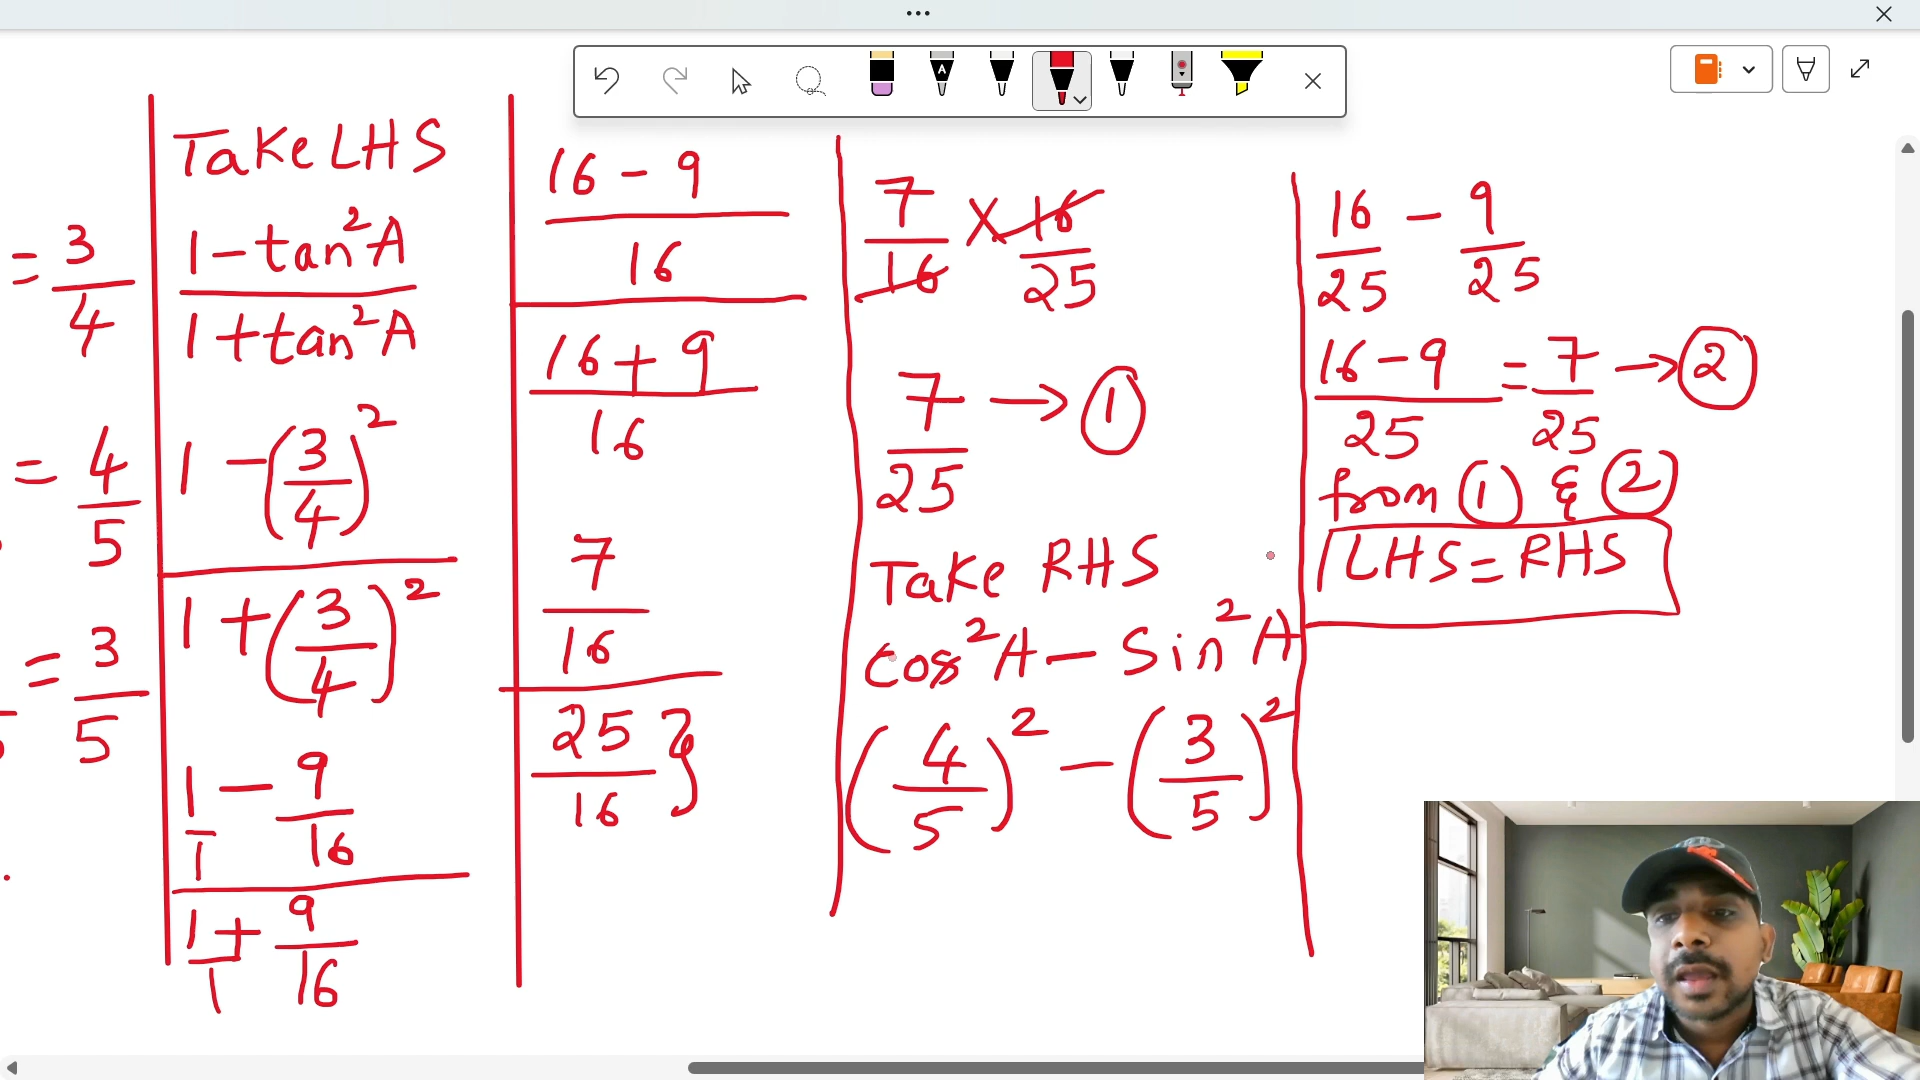 = 3/4
= 4/5
= 3/5
Take LHS
1 - tan²A
1 + tan²A
1 - (3/4)²
1 + (3/4)²
1/1 - 9/16
1/1 + 9/16
16 - 9
16
16 + 9
16
7
16
25
16
7/16 X 16/25
7/25 → ①
Take RHS
Cos²A - Sin²A
(4/5)² - (3/5)²
16/25 - 9/25
16 - 9/25 = 7/25 → ②
from ① & ②
LHS = RHS